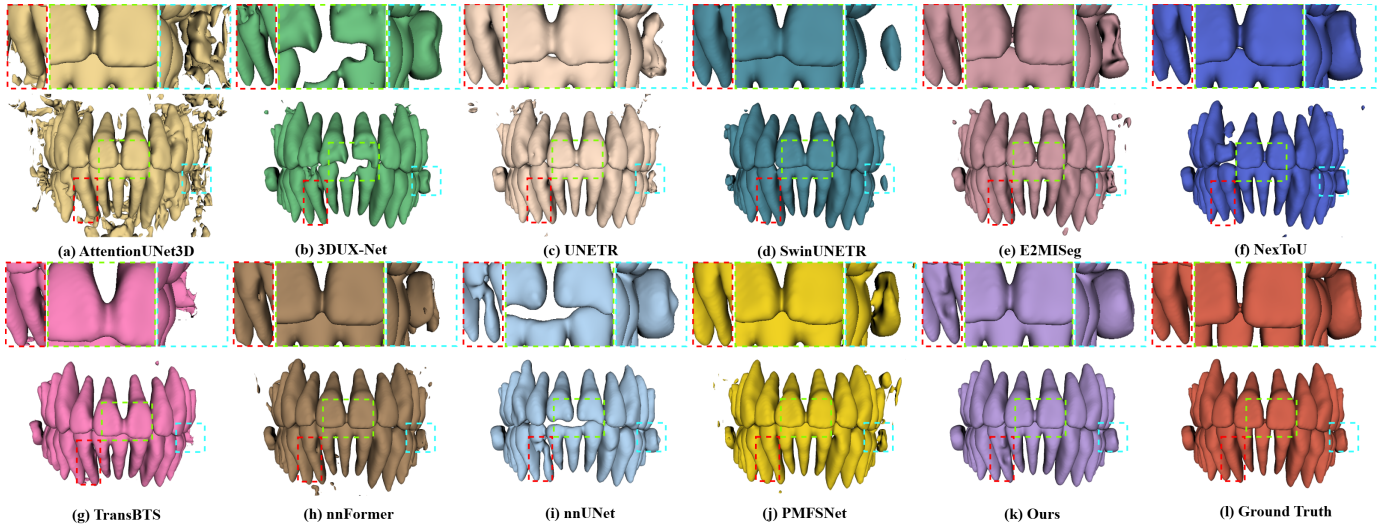 (a) AttentionUNet3D (b) 3DUX-Net (c) UNETR (d) SwinUNETR (e) E2MISeg (f) NexToU
(g) TransBTS (h) nnFormer (i) nnUNet (j) PMFSNet (k) Ours (l) Ground Truth